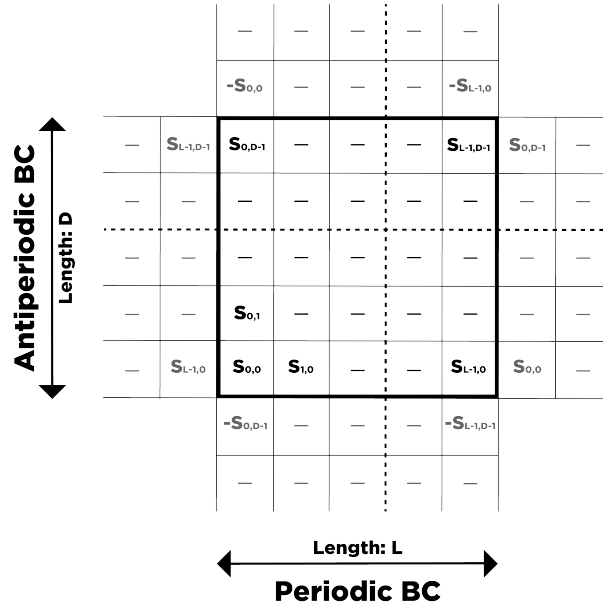 — — — — —
-S0,0 — — — -SL-1,0
— SL-1,D-1 S0,D-1 — — — SL-1,D-1 S0,D-1 —
— — — — — — — — —
— — — — — — — — —
— — S0,1 — — — — — —
— SL-1,0 S0,0 S1,0 — — SL-1,0 S0,0 —
-S0,D-1 — — — -SL-1,D-1
— — — — —
Antiperiodic BC
Length: D
Length: L
Periodic BC